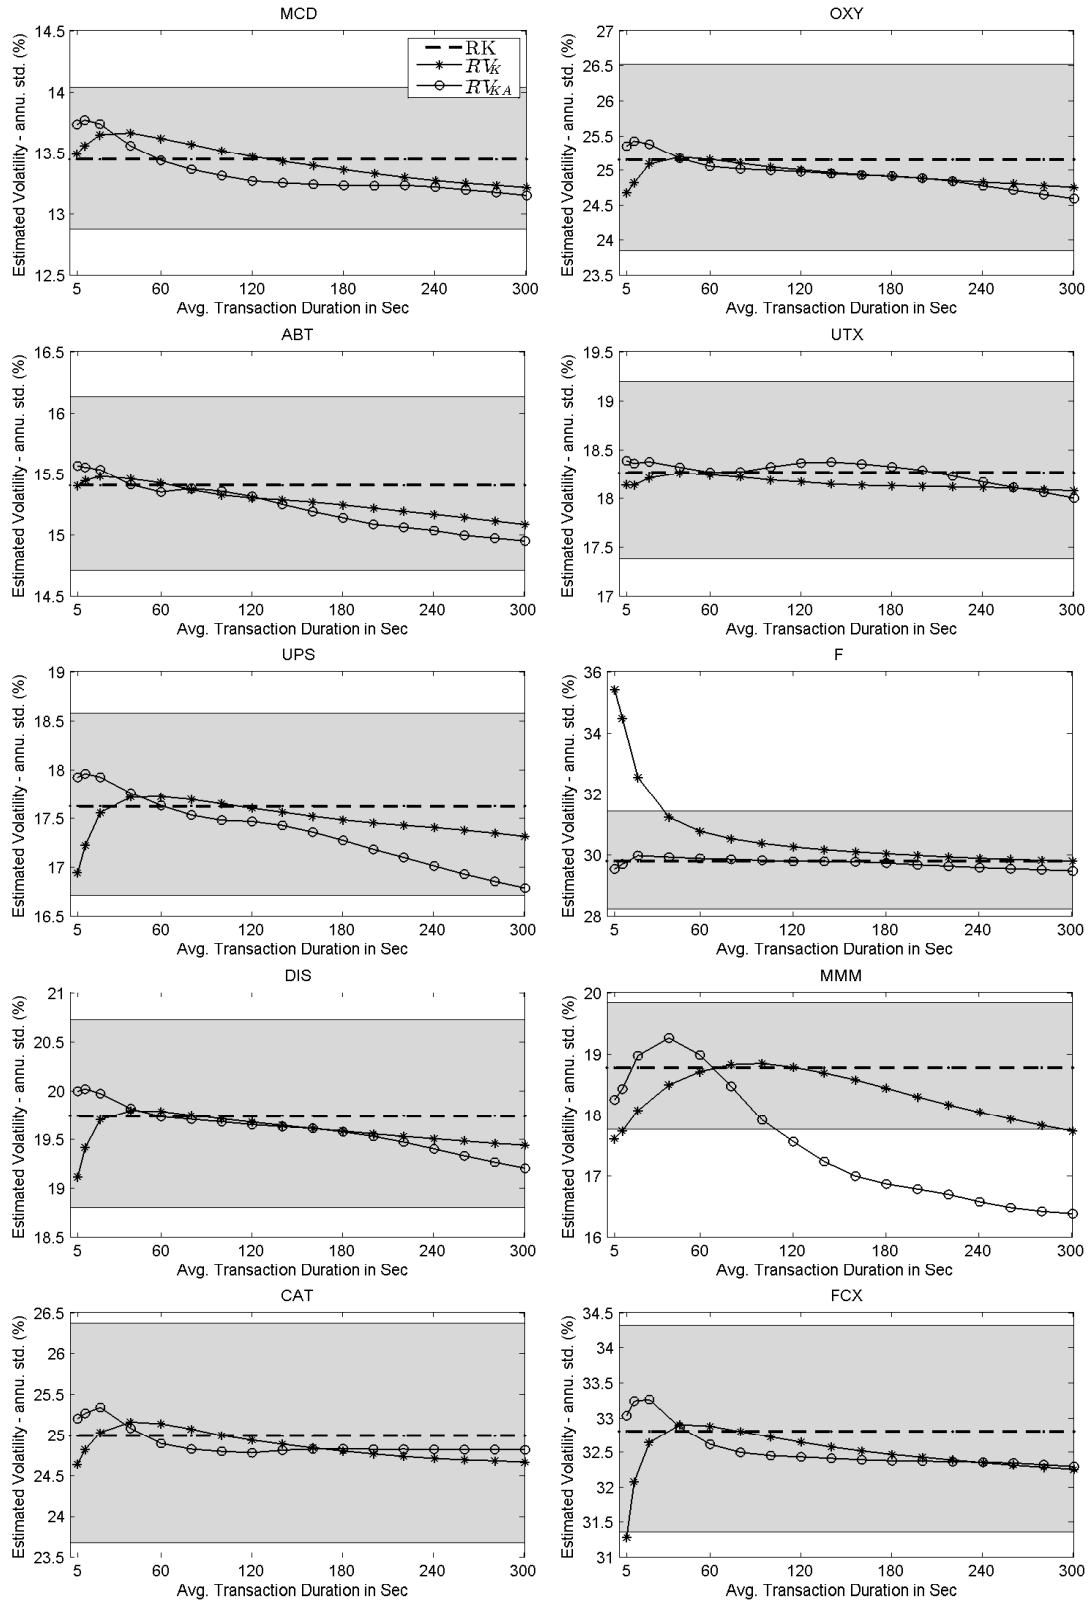 MCD
Estimated Volatility - annu. std. (%)
14.5
14
13.5
13
12.5
5 60 120 180 240 300
Avg. Transaction Duration in Sec
RK
RV_K
RV_KA
OXY
Estimated Volatility - annu. std. (%)
27
26.5
25.5
25
24.5
24
23.5
5 60 120 180 240 300
Avg. Transaction Duration in Sec
ABT
Estimated Volatility - annu. std. (%)
16.5
16
15.5
15
14.5
5 60 120 180 240 300
Avg. Transaction Duration in Sec
UTX
Estimated Volatility - annu. std. (%)
19.5
19
18.5
18
17.5
17
5 60 120 180 240 300
Avg. Transaction Duration in Sec
UPS
Estimated Volatility - annu. std. (%)
19
18.5
18
17.5
17
16.5
5 60 120 180 240 300
Avg. Transaction Duration in Sec
F
Estimated Volatility - annu. std. (%)
36
34
32
30
28
5 60 120 180 240 300
Avg. Transaction Duration in Sec
DIS
Estimated Volatility - annu. std. (%)
21
20.5
20
19.5
19
18.5
5 60 120 180 240 300
Avg. Transaction Duration in Sec
MMM
Estimated Volatility - annu. std. (%)
20
19
18
16
16
5 60 120 180 240 300
Avg. Transaction Duration in Sec
CAT
Estimated Volatility - annu. std. (%)
26.5
26
25.5
25
24.5
24
23.5
5 60 120 180 240 300
Avg. Transaction Duration in Sec
FCX
Estimated Volatility - annu. std. (%)
34.5
34
33.5
33
32.5
32
31.5
31
5 60 120 180 240 300
Avg. Transaction Duration in Sec